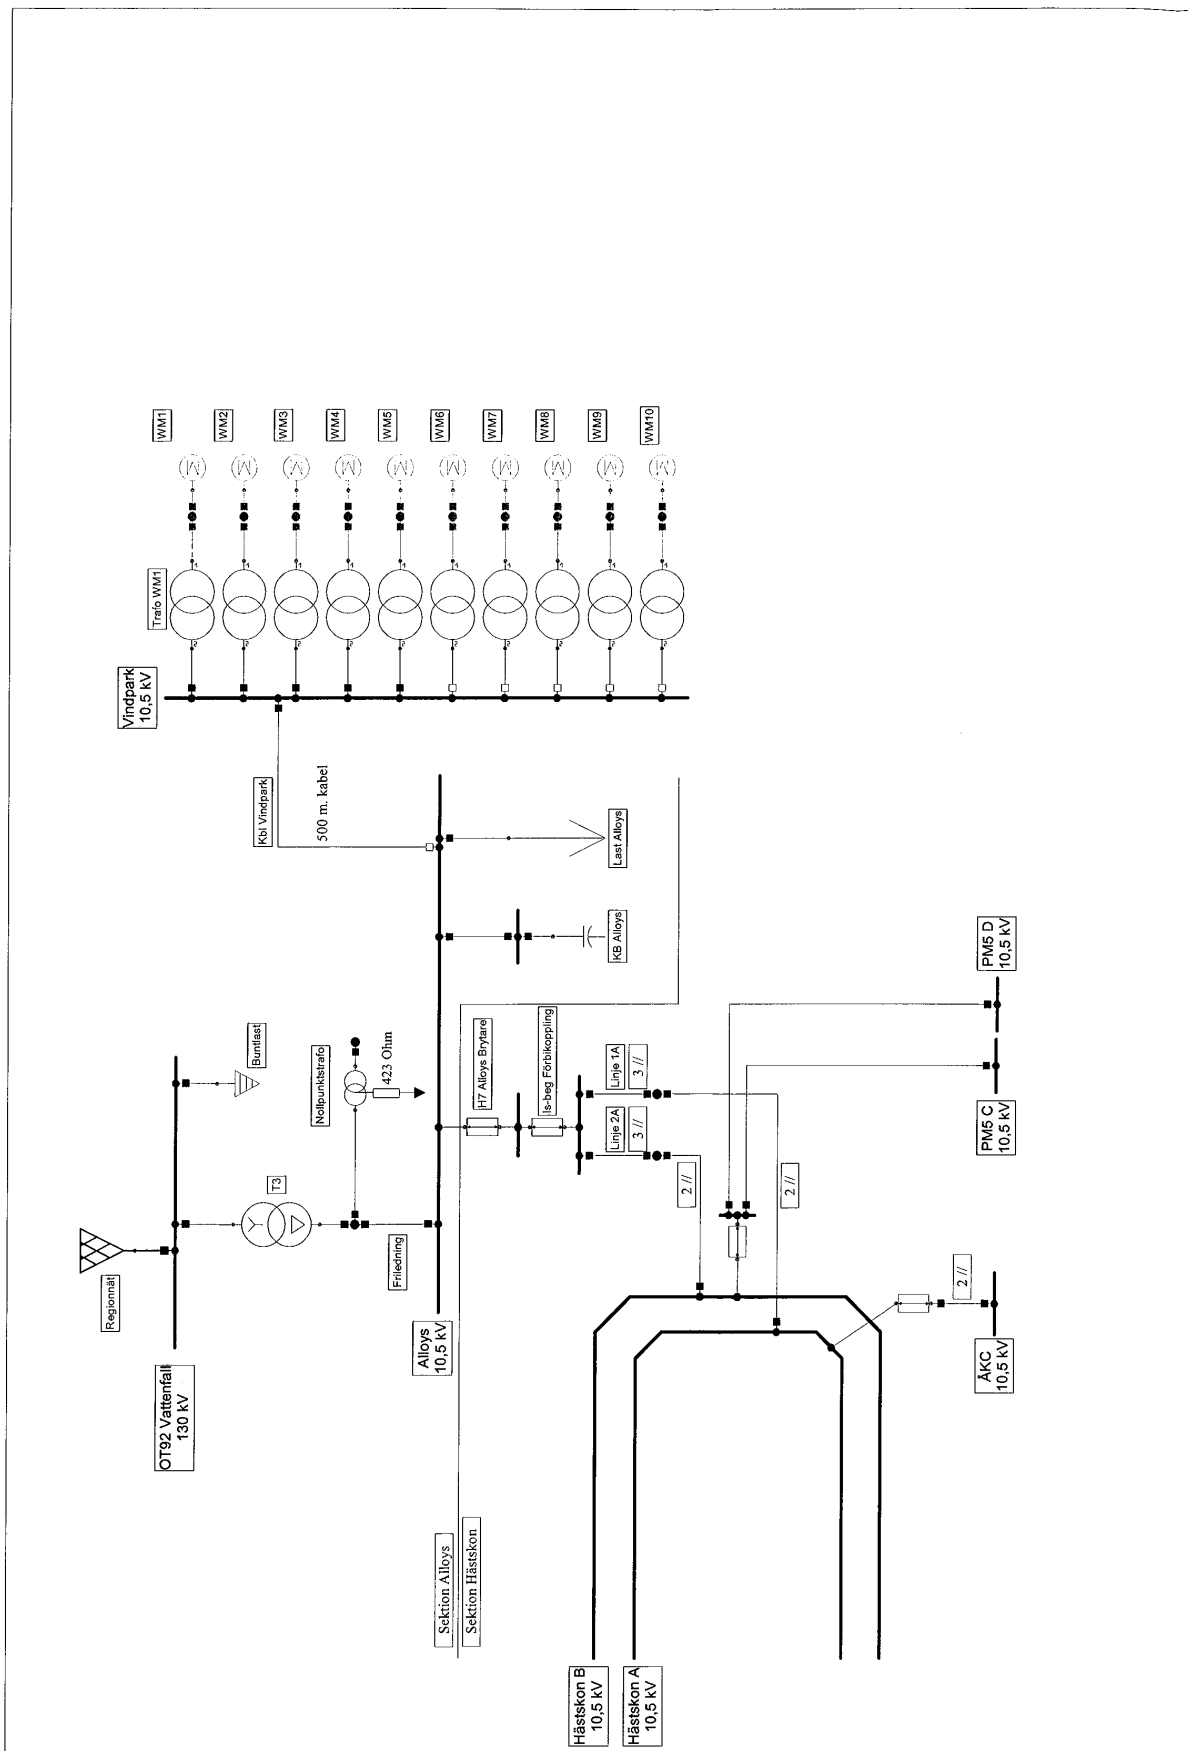 WM1
WM2
WM3
WM4
WM5
WM6
WM7
WM8
WM9
WM10
Trafo WM1
Vindpark
10,5 kV
Kbl Vindpark
500 m. kabel
Last Alloys
KB Alloys
Buntlast
Nollpunktstrafo
423 Ohm
T3
Regionnät
Friledning
OT92 Vattenfall
130 kV
Alloys
10,5 kV
H7 Alloys Brytare
Is-beg Förbikoppling
Linje 1A
3 //
Linje 2A
3 //
2 //
2 //
PM5 D
10,5 kV
PM5 C
10,5 kV
2 //
ÅKC
10,5 kV
Sektion Alloys
Sektion Hästskon
Hästskon B
10,5 kV
Hästskon A
10,5 kV